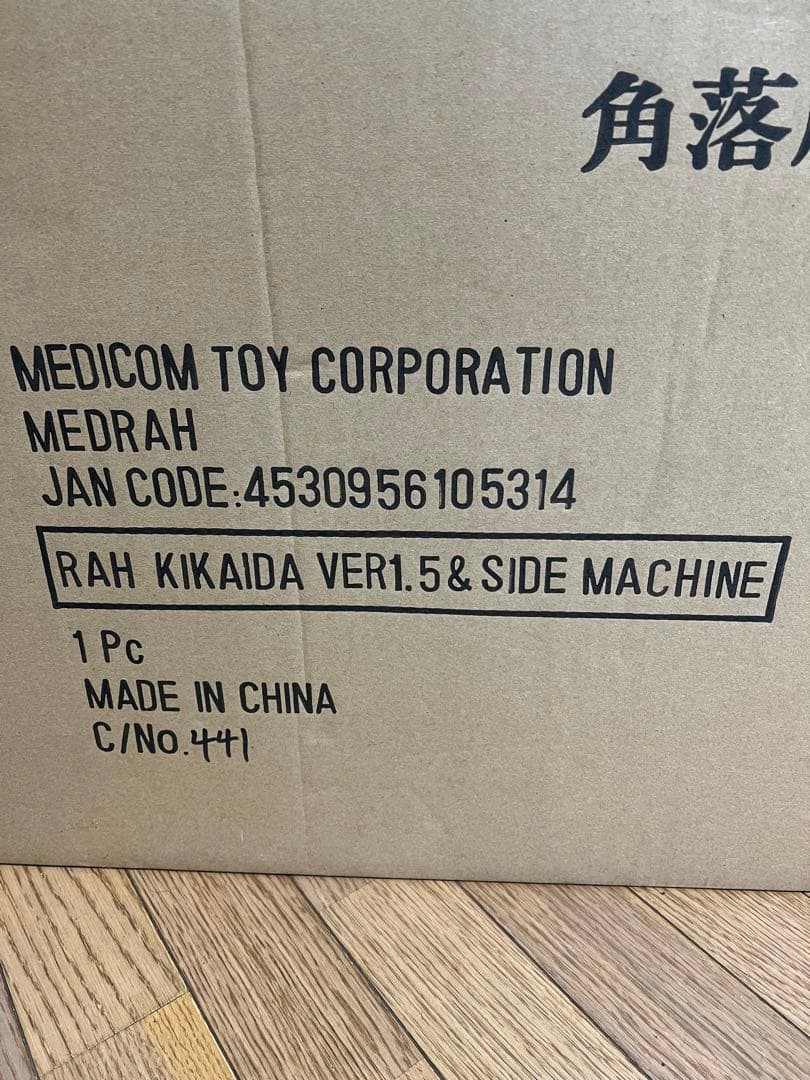 角落
MEDICOM TOY CORPORATION
MEDRAH
JAN CODE:4530956105314
RAH KIKAIDA VER1.5 & SIDE MACHINE
1 Pc
MADE IN CHINA
C/No.441